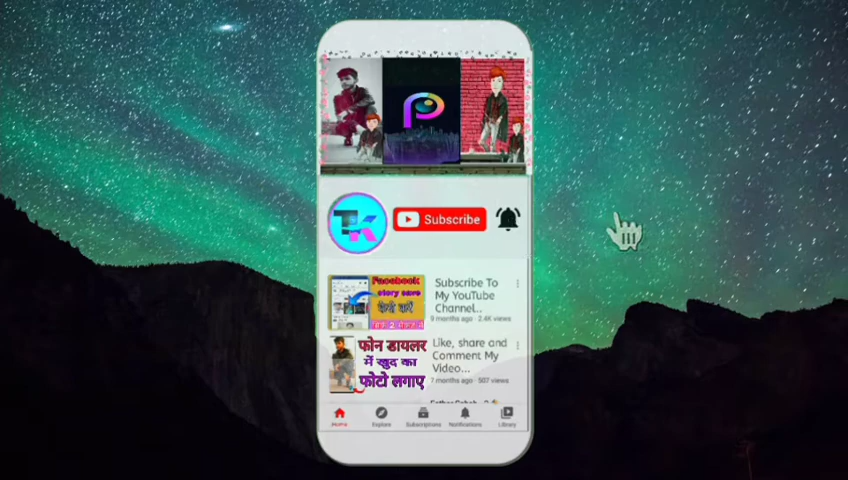 TK
Subscribe
Facebook
story save
कैसे करें
Subscribe To
My YouTube
Channel..
9 months ago · 2.4K views
फोन डायलर
में खुद का
फोटो लगाए
Like, share and
Comment My
Video...
7 months ago · 507 views
Home
Explore
Subscriptions
Notifications
Library